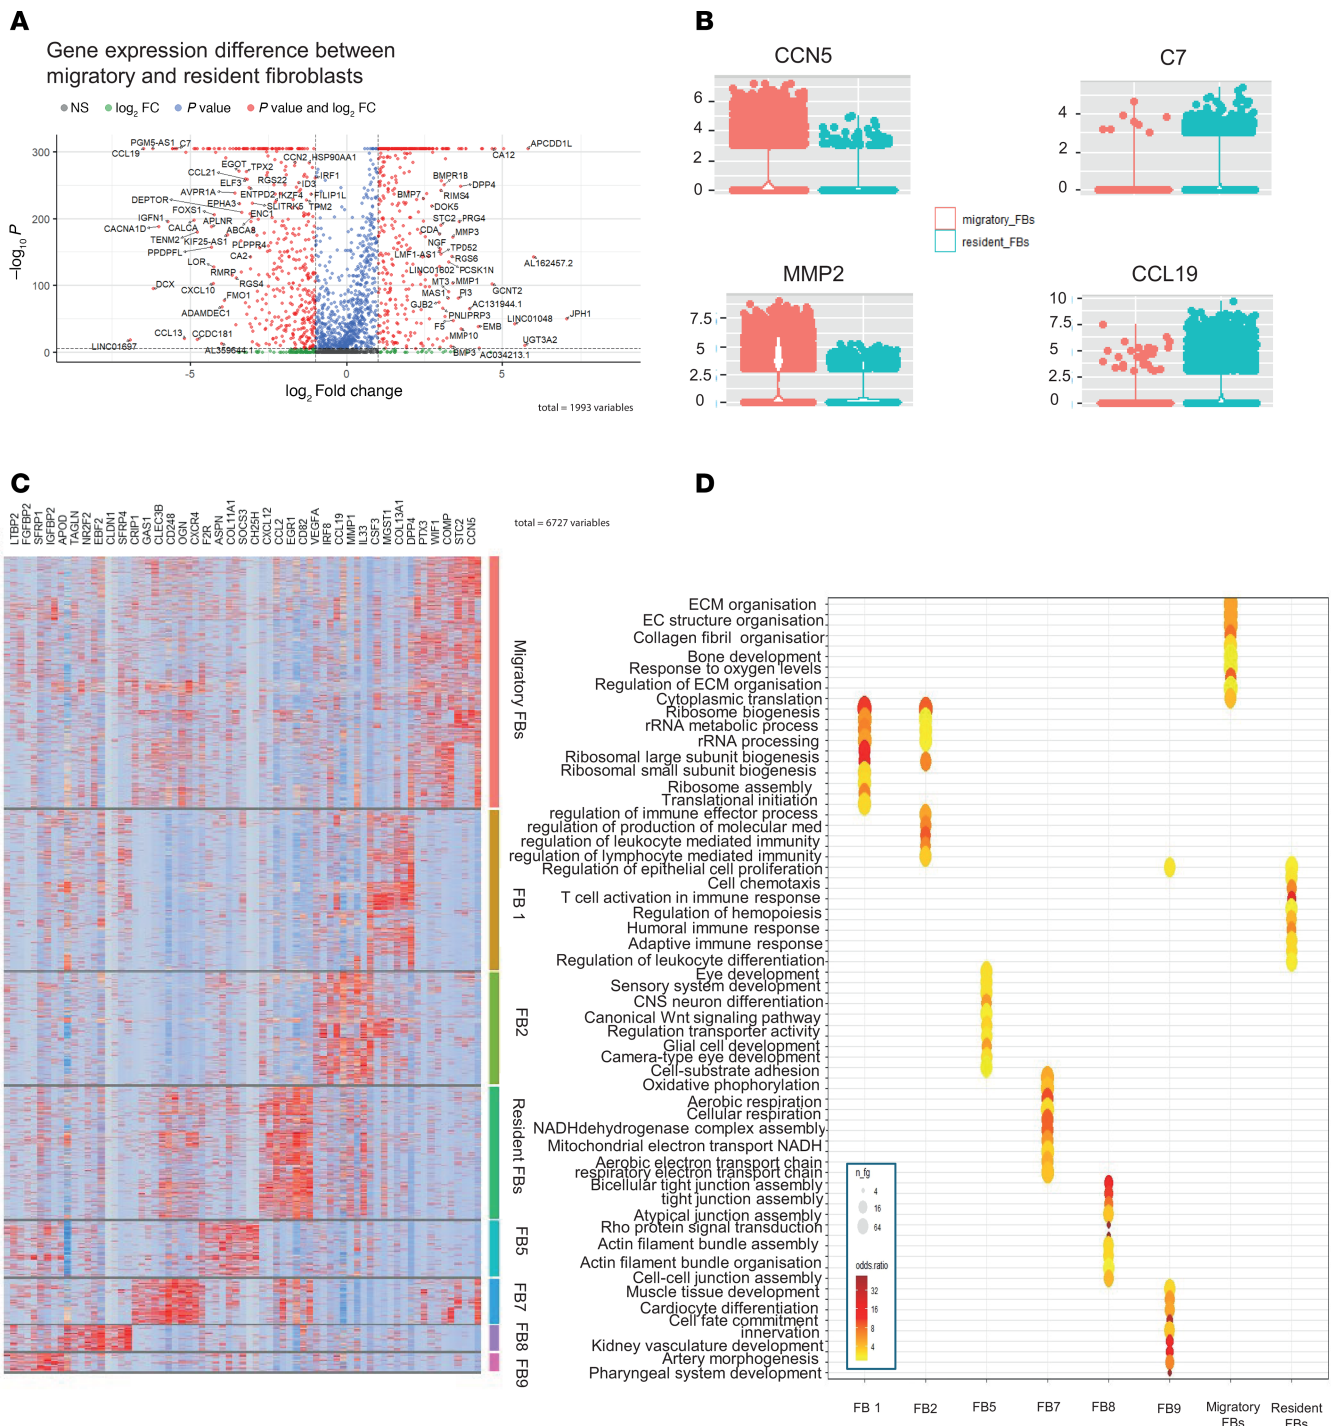 A
Gene expression difference between
migratory and resident fibroblasts
NS
log2 FC
P value
P value and log2 FC
300
200
100
0
-5
0
5
–log10 P
log2 Fold change
total = 1993 variables
PGM5-AS1
C7
CCL19
EGOT
TPX2
CCN2
HSP90AA1
CCL21
ELF3
RGS22
ID3
IRF1
AVPR1A
ENTPD2
IKZF4
FILIP1L
DEPTOR
EPHA3
SLITRK5
TPM2
FOXS1
ENC1
IGFN1
APLNR
CACNA1D
CALCA
ABCA8
TENM2
KIF25-AS1
PLPPR4
PPDPFL
CA2
LOR
RMRP
DCX
CXCL10
RGS4
FMO1
ADAMDEC1
CCL13
CCDC181
LINC01697
AL359644.1
APCDD1L
CA12
BMPR1B
DPP4
BMP7
RIMS4
DOK5
STC2
PRG4
CDA
MMP3
NGF
TPD52
LMF1-AS1
RGS6
AL162457.2
LINC01602
PCSK1N
MT3
MMP1
MAS1
PI3
GCNT2
GJB2
AC131944.1
PNLIPRP3
LINC01048
JPH1
F5
EMB
MMP10
UGT3A2
BMP3
AC034213.1
B
CCN5
6
4
2
0
C7
4
2
0
migratory_FBs
resident_FBs
MMP2
7.5
5
2.5
0
CCL19
10
7.5
5
2.5
0
C
LTBP2
FGFBP2
SFRP1
IGFBP2
APOD
TAGLN
NR2F2
EBF2
CLDN1
SFRP4
CRIP1
GAS1
CLEC3B
CD248
OGN
CXCR4
F2R
ASPN
COL11A1
SOCS3
CH25H
CXCL12
CCL2
EGR1
CD82
VEGFA
IRF8
CCL19
MMP1
IL33
CSF3
MGST1
COL13A1
DPP4
PTX3
WIF1
COMP
STC2
CCN5
total = 6727 variables
Migratory FBs
FB 1
FB2
Resident FBs
FB5
FB7
FB8
FB9
D
ECM organisation
EC structure organisation
Collagen fibril organisatior
Bone development
Response to oxygen levels
Regulation of ECM organisation
Cytoplasmic translation
Ribosome biogenesis
rRNA metabolic process
rRNA processing
Ribosomal large subunit biogenesis
Ribosomal small subunit biogenesis
Ribosome assembly
Translational initiation
regulation of immune effector process
regulation of production of molecular med
regulation of leukocyte mediated immunity
regulation of lymphocyte mediated immunity
Regulation of epithelial cell proliferation
Cell chemotaxis
T cell activation in immune response
Regulation of hemopoiesis
Humoral immune response
Adaptive immune response
Regulation of leukocyte differentiation
Eye development
Sensory system development
CNS neuron differentiation
Canonical Wnt signaling pathway
Regulation transporter activity
Glial cell development
Camera-type eye development
Cell-substrate adhesion
Oxidative phophorylation
Aerobic respiration
Cellular respiration
NADHdehydrogenase complex assembly
Mitochondrial electron transport NADH
Aerobic electron transport chain
respiratory electron transport chain
Bicellular tight junction assembly
tight junction assembly
Atypical junction assembly
Rho protein signal transduction
Actin filament bundle assembly
Actin filament bundle organisation
Cell-cell junction assembly
Muscle tissue development
Cardiocyte differentiation
Cell fate commitment
innervation
Kidney vasculature development
Artery morphogenesis
Pharyngeal system development
n_fg
4
16
64
odds.ratio
32
16
8
4
FB 1
FB2
FB5
FB7
FB8
FB9
Migratory
FBs
Resident
FBs